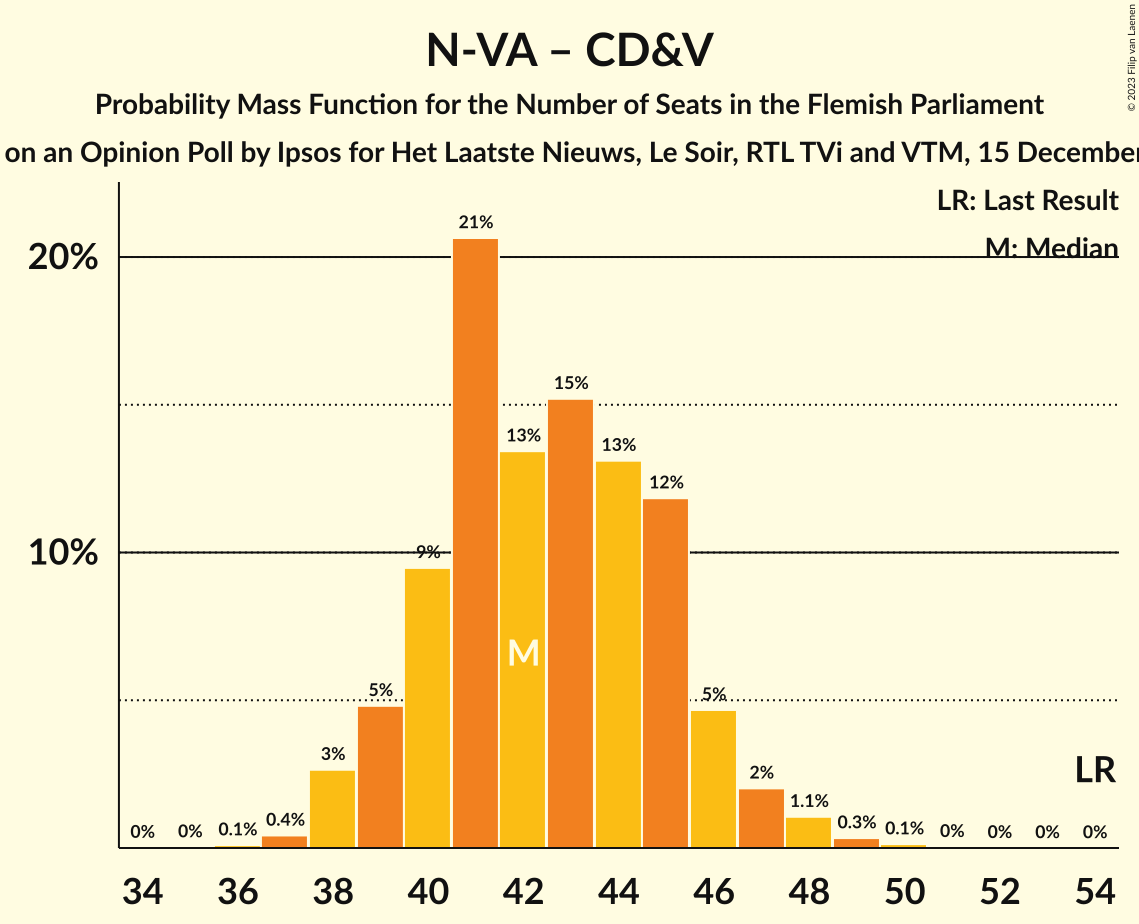 © 2023 Filip van Laenen
N-VA – CD&V
Probability Mass Function for the Number of Seats in the Flemish Parliament
on an Opinion Poll by Ipsos for Het Laatste Nieuws, Le Soir, RTL TVi and VTM, 15 December
LR: Last Result
M: Median
21%
20%
15%
13%
13%
12%
10%
9%
M
5%
5%
3%
2%
LR
0%
0%
0.1%
0.4%
1.1%
0.3%
0.1%
0%
0%
0%
0%
34 36 38 40 42 44 46 48 50 52 54